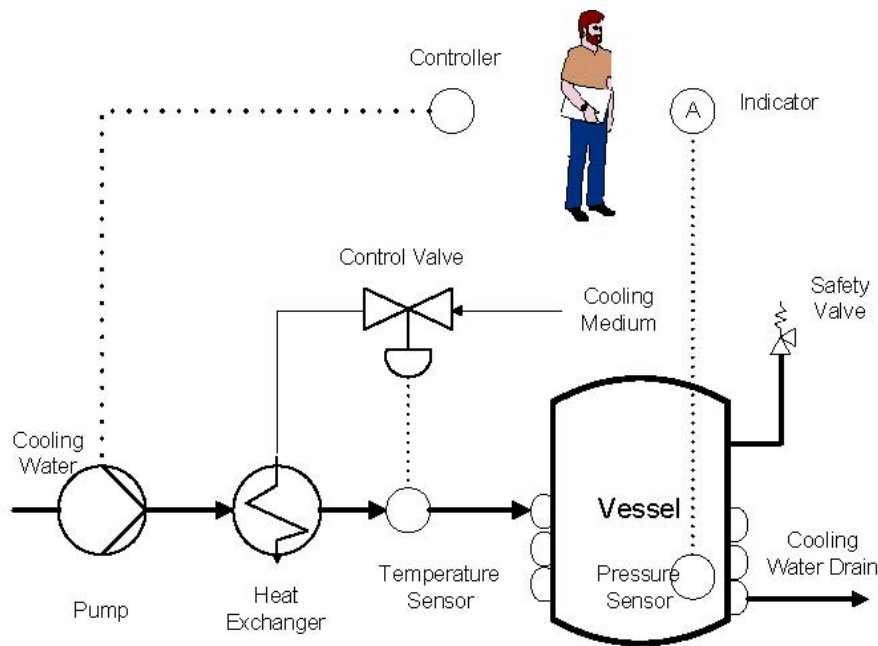 Controller
A
Indicator
Control Valve
Cooling
Medium
Safety
Valve
Cooling
Water
Vessel
Pump
Heat
Exchanger
Temperature
Sensor
Pressure
Sensor
Cooling
Water Drain